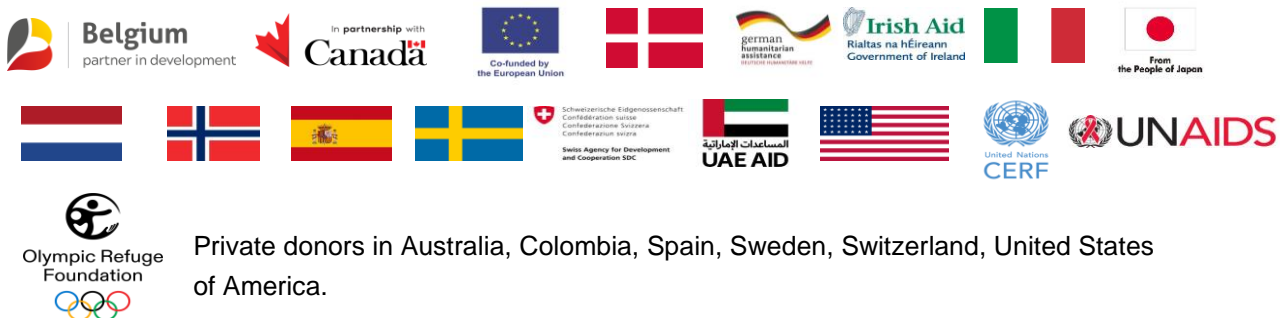 Belgium
partner in development
In partnership with
Canada
Co-funded by
the European Union
german
humanitarian
assistance
DEUTSCHE HUMANITÄRE HILFE
Irish Aid
Rialtas na hÉireann
Government of Ireland
From
the People of Japan
Schweizerische Eidgenossenschaft
Confédération suisse
Confederazione Svizzera
Confederaziun svizra
Swiss Agency for Development
and Cooperation SDC
المساعدات الإماراتية
UAE AID
United Nations
CERF
UNAIDS
Olympic Refuge
Foundation
Private donors in Australia, Colombia, Spain, Sweden, Switzerland, United States
of America.